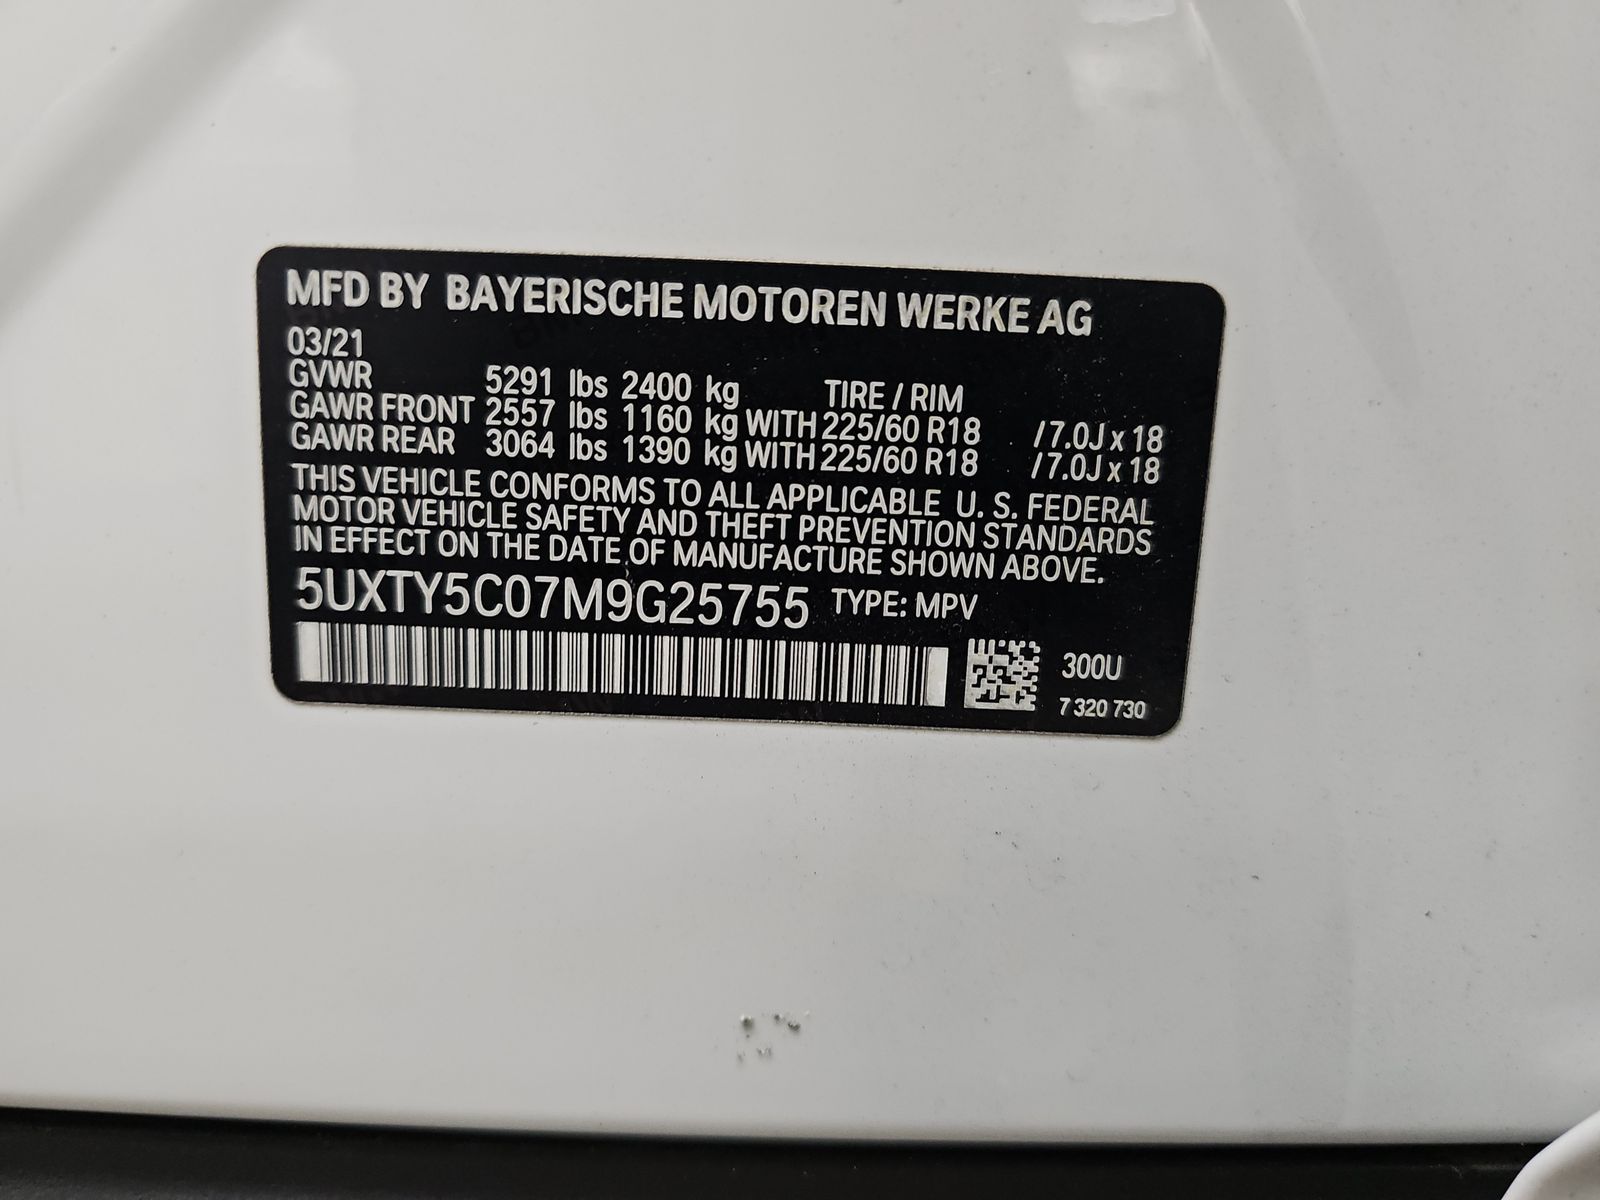 MFD BY BAYERISCHE MOTOREN WERKE AG
03/21
GVWR 5291 lbs 2400 kg TIRE / RIM
GAWR FRONT 2557 lbs 1160 kg WITH 225/60 R18 / 7.0J x 18
GAWR REAR 3064 lbs 1390 kg WITH 225/60 R18 / 7.0J x 18
THIS VEHICLE CONFORMS TO ALL APPLICABLE U. S. FEDERAL
MOTOR VEHICLE SAFETY AND THEFT PREVENTION STANDARDS
IN EFFECT ON THE DATE OF MANUFACTURE SHOWN ABOVE.
5UXTY5C07M9G25755 TYPE: MPV
300U
7 320 730